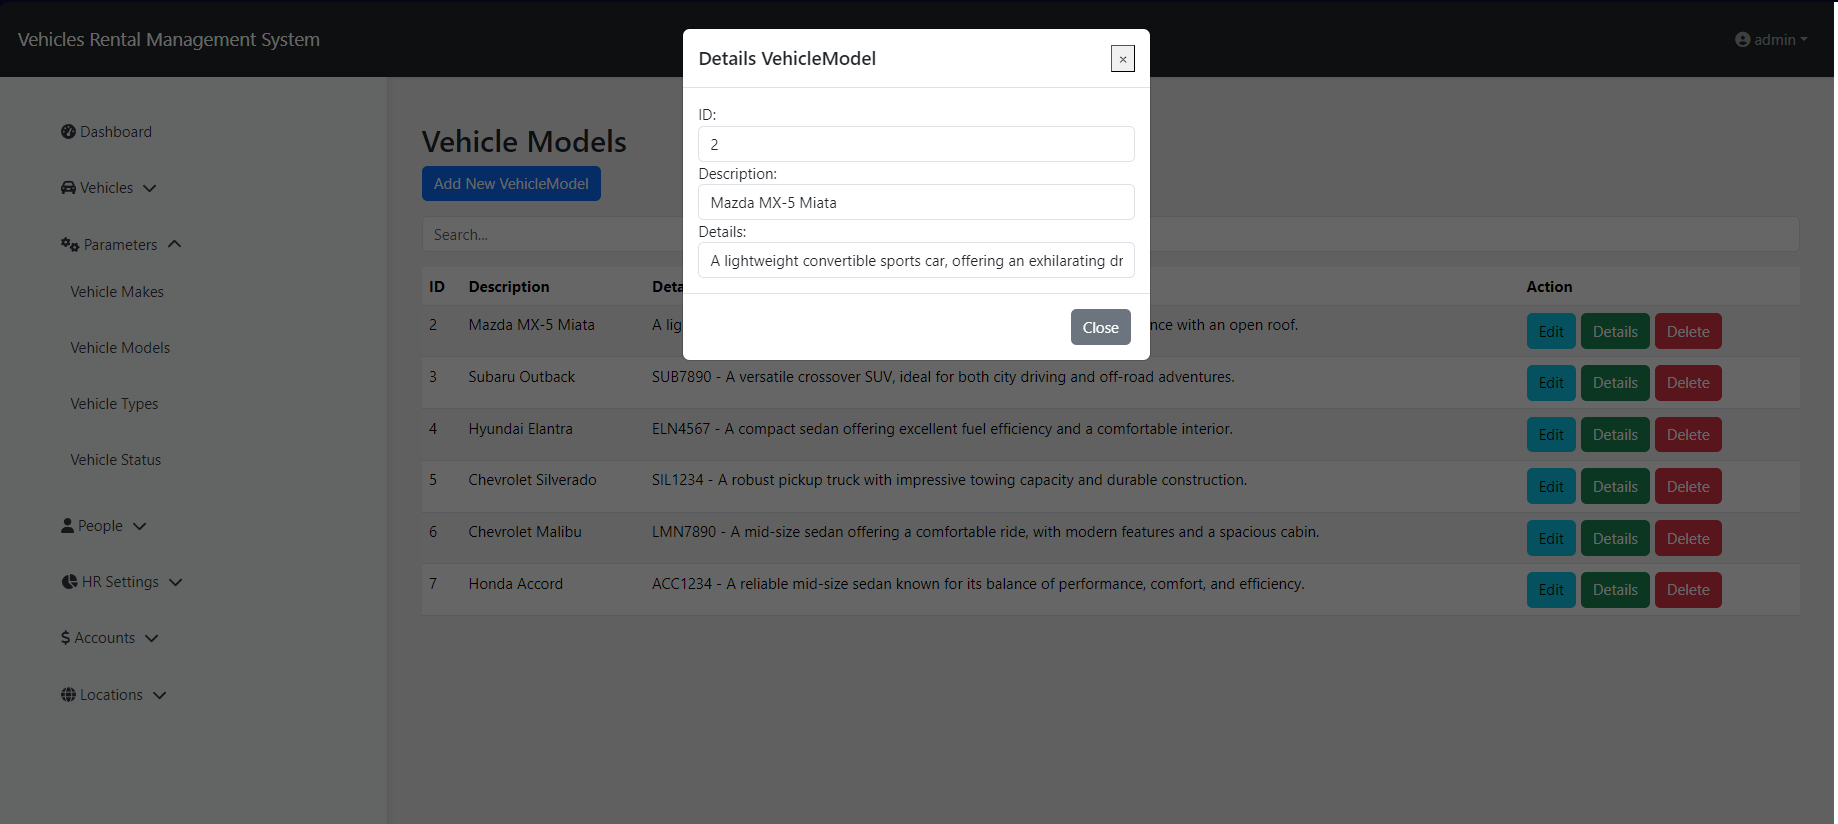 Vehicles Rental Management System
admin
Dashboard
Vehicles
Parameters
Vehicle Makes
Vehicle Models
Vehicle Types
Vehicle Status
People
HR Settings
$ Accounts
Locations
Vehicle Models
Add New VehicleModel
Search...
ID Description Deta Action
2 Mazda MX-5 Miata A lig nce with an open roof. Edit Details Delete
3 Subaru Outback SUB7890 - A versatile crossover SUV, ideal for both city driving and off-road adventures. Edit Details Delete
4 Hyundai Elantra ELN4567 - A compact sedan offering excellent fuel efficiency and a comfortable interior. Edit Details Delete
5 Chevrolet Silverado SIL1234 - A robust pickup truck with impressive towing capacity and durable construction. Edit Details Delete
6 Chevrolet Malibu LMN7890 - A mid-size sedan offering a comfortable ride, with modern features and a spacious cabin. Edit Details Delete
7 Honda Accord ACC1234 - A reliable mid-size sedan known for its balance of performance, comfort, and efficiency. Edit Details Delete
Details VehicleModel ×
ID:
2
Description:
Mazda MX-5 Miata
Details:
A lightweight convertible sports car, offering an exhilarating dr
Close